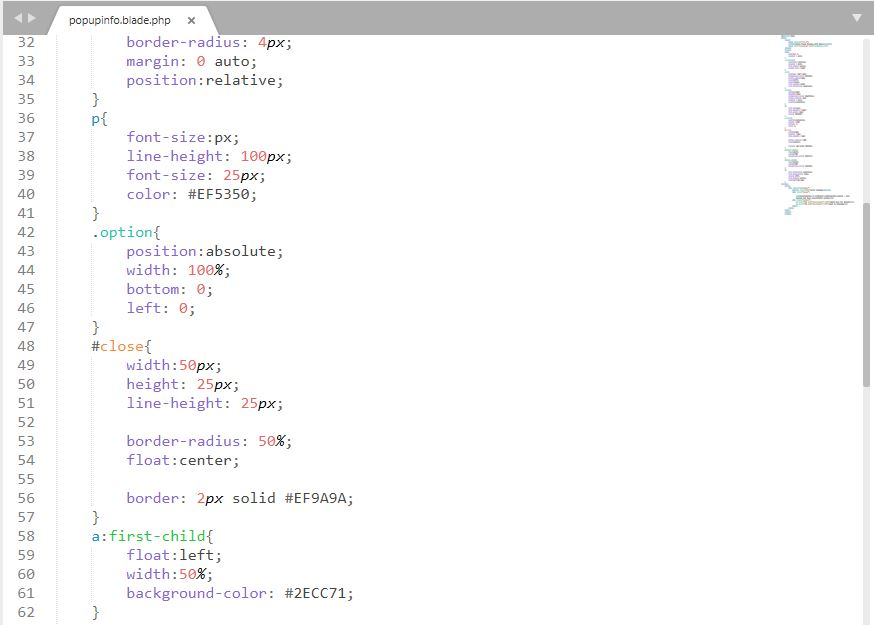 popupinfo.blade.php ×
32 border-radius: 4px;
33 margin: 0 auto;
34 position:relative;
35 }
36 p{
37 font-size:px;
38 line-height: 100px;
39 font-size: 25px;
40 color: #EF5350;
41 }
42 .option{
43 position:absolute;
44 width: 100%;
45 bottom: 0;
46 left: 0;
47 }
48 #close{
49 width:50px;
50 height: 25px;
51 line-height: 25px;
52
53 border-radius: 50%;
54 float:center;
55
56 border: 2px solid #EF9A9A;
57 }
58 a:first-child{
59 float:left;
60 width:50%;
61 background-color: #2ECC71;
62 }